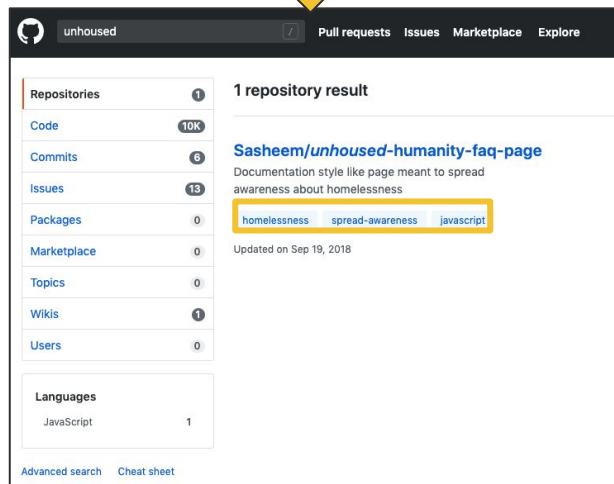 unhoused / Pull requests Issues Marketplace Explore
Repositories 1
Code 10K
Commits 6
Issues 13
Packages 0
Marketplace 0
Topics 0
Wikis 1
Users 0
Languages
JavaScript 1
Advanced search Cheat sheet
1 repository result
Sasheem/unhoused-humanity-faq-page
Documentation style like page meant to spread
awareness about homelessness
homelessness spread-awareness javascript
Updated on Sep 19, 2018